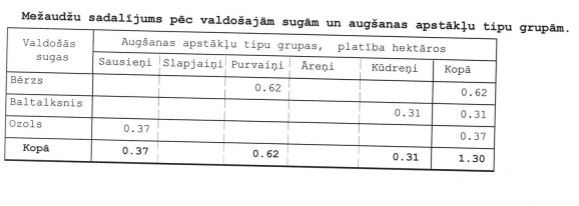 Mežaudžu sadalījums pēc valdošajām sugām un augšanas apstākļu tipu grupām.
Valdošās sugas Augšanas apstākļu tipu grupas, platība hektāros
Sausieņi Slapjaiņi Purvaiņi Āreņi Kūdreņi Kopā
Bērzs 0.62 0.62
Baltalksnis 0.31 0.31
Ozols 0.37 0.37
Kopā 0.37 0.62 0.31 1.30